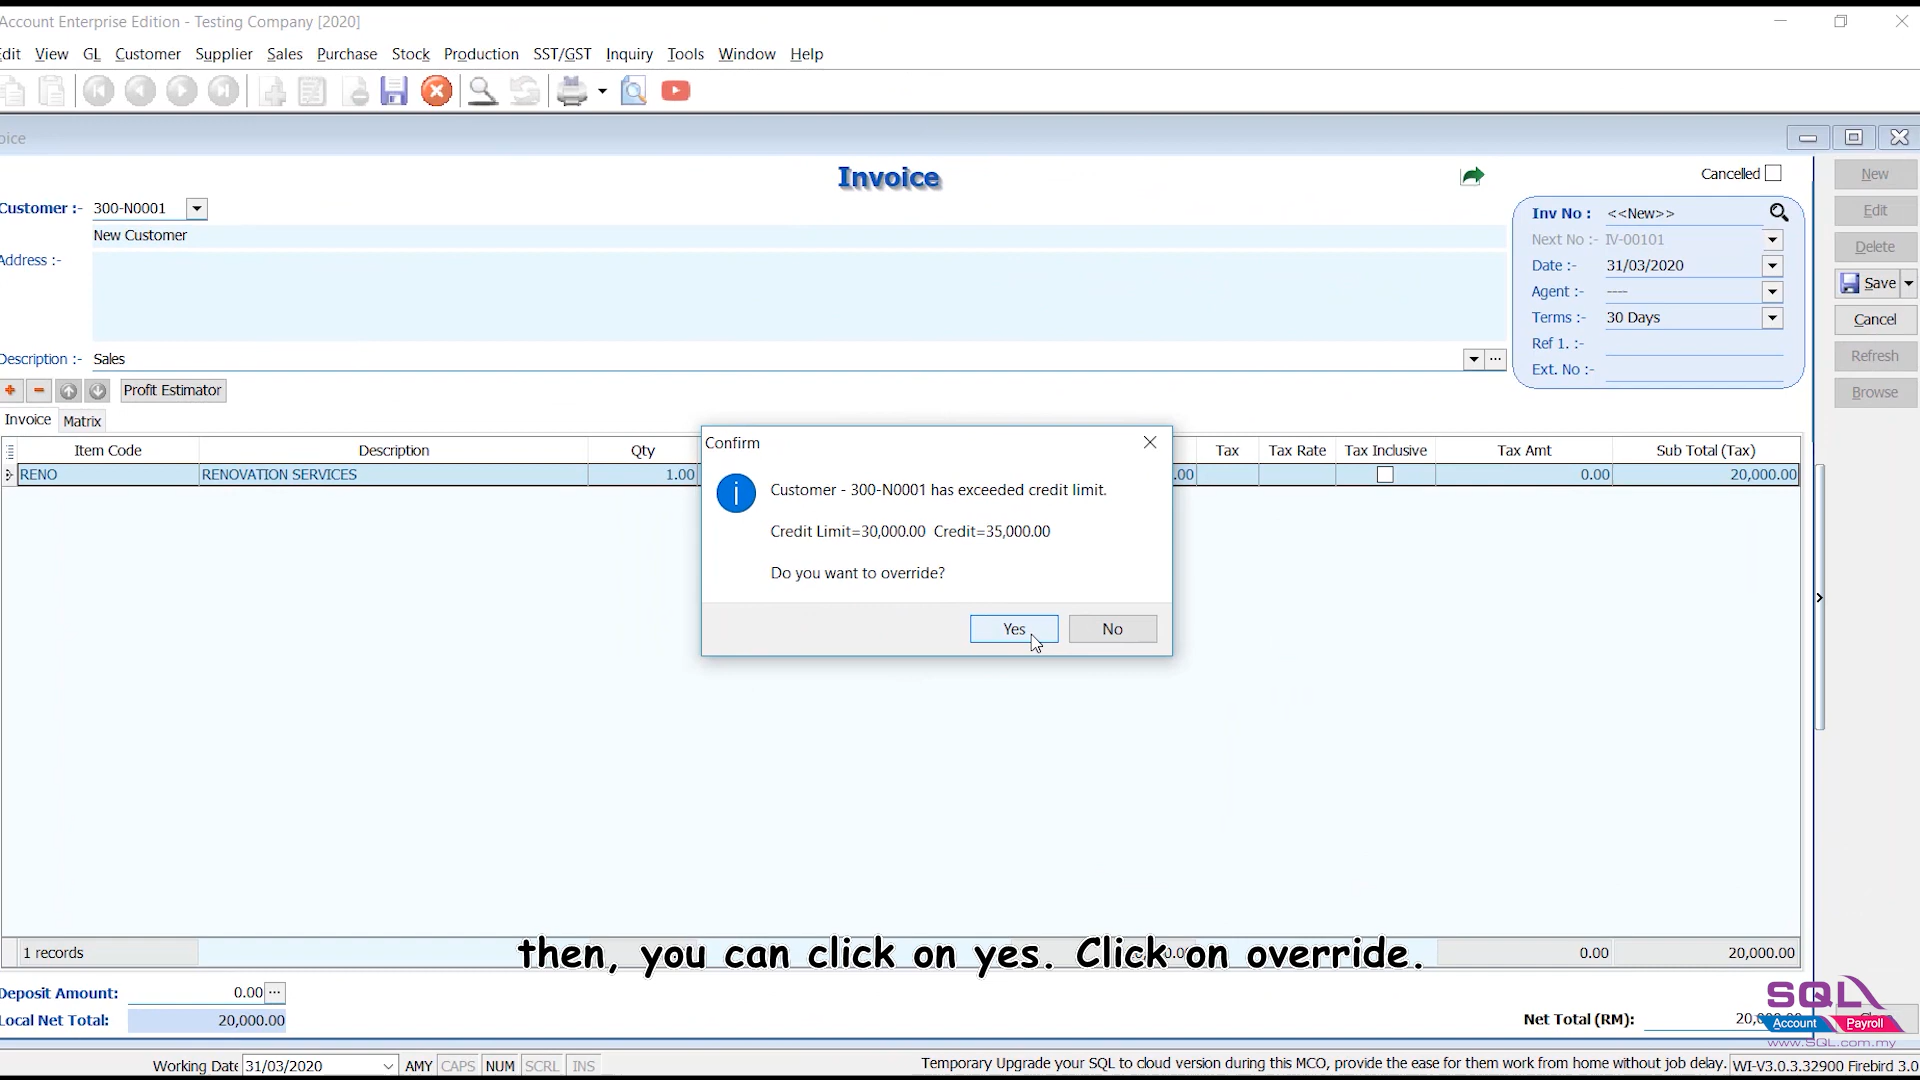 Account Enterprise Edition - Testing Company [2020]
View GL Customer Supplier Sales Purchase Stock Production SST/GST Inquiry Tools Window Help
Invoice
Cancelled
New
Customer :- 300-N0001
Inv No : <<New>>
Edit
New Customer
Next No :- IV-00101
Delete
Address :-
Date :- 31/03/2020
Save
Agent :- ----
Cancel
Terms :- 30 Days
Ref 1. :-
Refresh
Description :- Sales
Ext. No :-
Browse
Profit Estimator
Invoice Matrix
Item Code Description Qty Tax Tax Rate Tax Inclusive Tax Amt Sub Total (Tax)
RENO RENOVATION SERVICES 1.00 .00 0.00 20,000.00
Confirm
Customer - 300-N0001 has exceeded credit limit.
Credit Limit=30,000.00 Credit=35,000.00
Do you want to override?
Yes No
1 records 0.00 20,000.00
then, you can click on yes. Click on override.
Deposit Amount: 0.00
Local Net Total: 20,000.00
Net Total (RM):
SQL
Account Payroll
www.SQL.com.my
Working Date 31/03/2020 AMY CAPS NUM SCRL INS
Temporary Upgrade your SQL to cloud version during this MCO, provide the ease for them work from home without job delay.
WI-V3.0.3.32900 Firebird 3.0